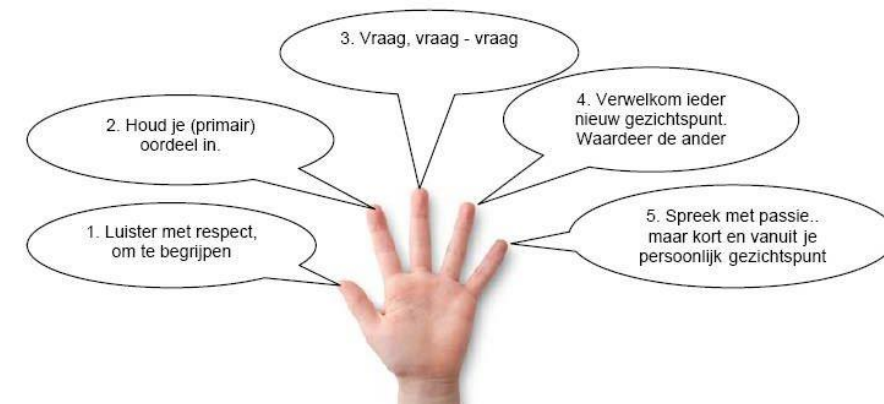 1. Luister met respect,
om te begrijpen
2. Houd je (primair)
oordeel in.
3. Vraag, vraag - vraag
4. Verwelkom ieder
nieuw gezichtspunt.
Waardeer de ander
5. Spreek met passie..
maar kort en vanuit je
persoonlijk gezichtspunt